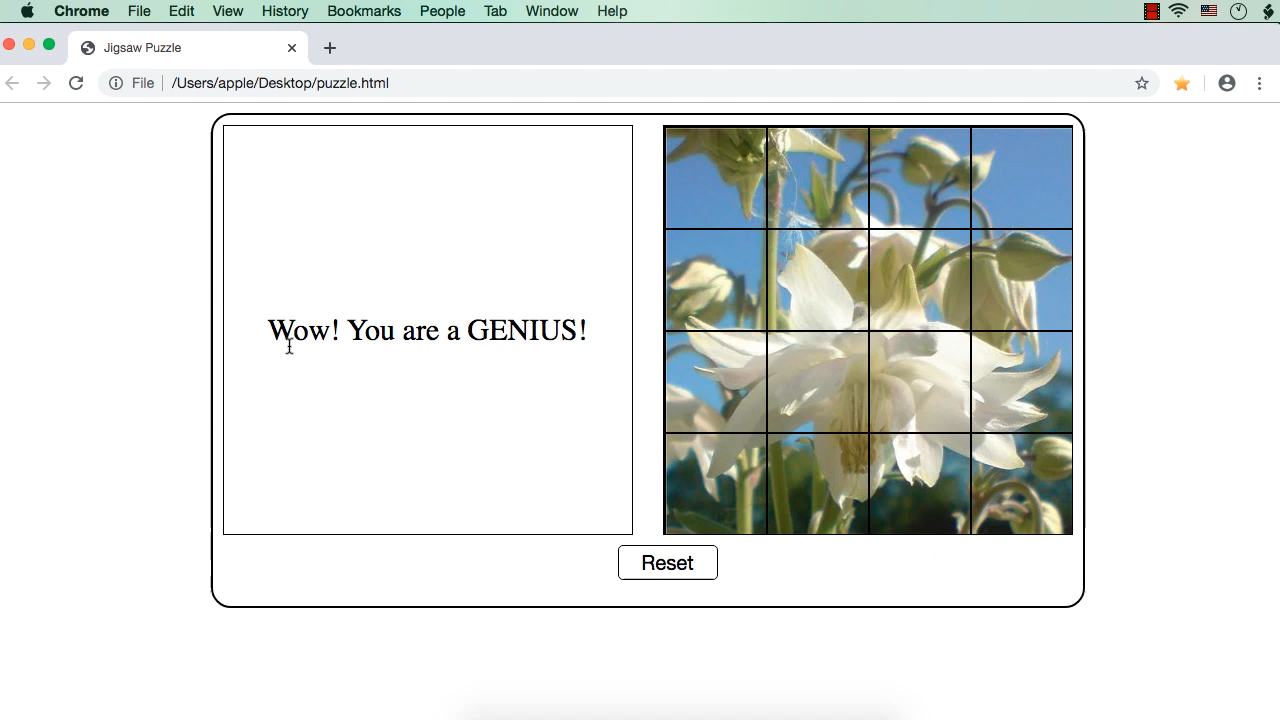 Chrome File Edit View History Bookmarks People Tab Window Help
Jigsaw Puzzle
File /Users/apple/Desktop/puzzle.html
Wow! You are a GENIUS!
Reset